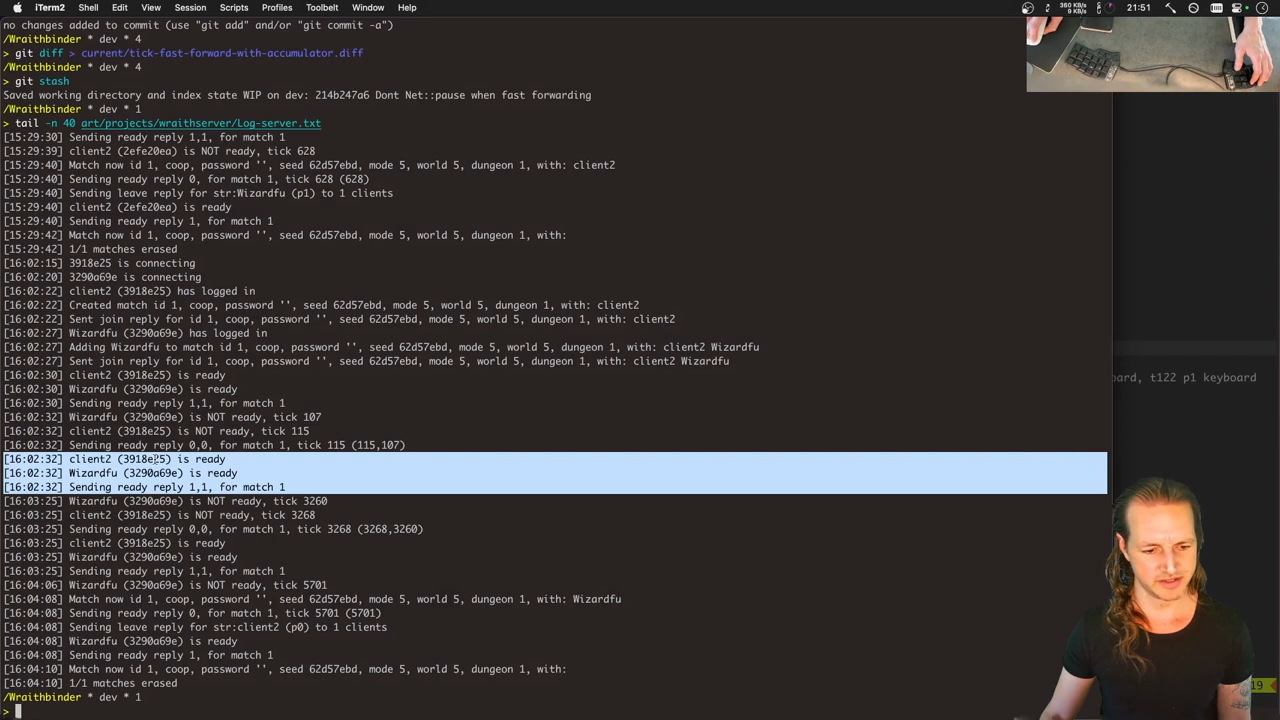 iTerm2 Shell Edit View Session Scripts Profiles Toolbelt Window Help 360 KB/s 9 KB/s 21:51
no changes added to commit (use "git add" and/or "git commit -a")
/Wraithbinder * dev * 4
> git diff > current/tick-fast-forward-with-accumulator.diff
/Wraithbinder * dev * 4
> git stash
Saved working directory and index state WIP on dev: 214b247a6 Dont Net::pause when fast forwarding
/Wraithbinder * dev * 1
> tail -n 40 art/projects/wraithserver/Log-server.txt
[15:29:30] Sending ready reply 1,1, for match 1
[15:29:39] client2 (2efe20ea) is NOT ready, tick 628
[15:29:40] Match now id 1, coop, password '', seed 62d57ebd, mode 5, world 5, dungeon 1, with: client2
[15:29:40] Sending ready reply 0, for match 1, tick 628 (628)
[15:29:40] Sending leave reply for str:Wizardfu (p1) to 1 clients
[15:29:40] client2 (2efe20ea) is ready
[15:29:40] Sending ready reply 1, for match 1
[15:29:42] Match now id 1, coop, password '', seed 62d57ebd, mode 5, world 5, dungeon 1, with:
[15:29:42] 1/1 matches erased
[16:02:15] 3918e25 is connecting
[16:02:20] 3290a69e is connecting
[16:02:22] client2 (3918e25) has logged in
[16:02:22] Created match id 1, coop, password '', seed 62d57ebd, mode 5, world 5, dungeon 1, with: client2
[16:02:22] Sent join reply for id 1, coop, password '', seed 62d57ebd, mode 5, world 5, dungeon 1, with: client2
[16:02:27] Wizardfu (3290a69e) has logged in
[16:02:27] Adding Wizardfu to match id 1, coop, password '', seed 62d57ebd, mode 5, world 5, dungeon 1, with: client2 Wizardfu
[16:02:27] Sent join reply for id 1, coop, password '', seed 62d57ebd, mode 5, world 5, dungeon 1, with: client2 Wizardfu
[16:02:30] client2 (3918e25) is ready
[16:02:30] Wizardfu (3290a69e) is ready
[16:02:30] Sending ready reply 1,1, for match 1
[16:02:32] Wizardfu (3290a69e) is NOT ready, tick 107
[16:02:32] client2 (3918e25) is NOT ready, tick 115
[16:02:32] Sending ready reply 0,0, for match 1, tick 115 (115,107)
[16:02:32] client2 (3918e25) is ready
[16:02:32] Wizardfu (3290a69e) is ready
[16:02:32] Sending ready reply 1,1, for match 1
[16:03:25] Wizardfu (3290a69e) is NOT ready, tick 3260
[16:03:25] client2 (3918e25) is NOT ready, tick 3268
[16:03:25] Sending ready reply 0,0, for match 1, tick 3268 (3268,3260)
[16:03:25] client2 (3918e25) is ready
[16:03:25] Wizardfu (3290a69e) is ready
[16:03:25] Sending ready reply 1,1, for match 1
[16:04:06] Wizardfu (3290a69e) is NOT ready, tick 5701
[16:04:08] Match now id 1, coop, password '', seed 62d57ebd, mode 5, world 5, dungeon 1, with: Wizardfu
[16:04:08] Sending ready reply 0, for match 1, tick 5701 (5701)
[16:04:08] Sending leave reply for str:client2 (p0) to 1 clients
[16:04:08] Wizardfu (3290a69e) is ready
[16:04:08] Sending ready reply 1, for match 1
[16:04:10] Match now id 1, coop, password '', seed 62d57ebd, mode 5, world 5, dungeon 1, with:
[16:04:10] 1/1 matches erased
/Wraithbinder * dev * 1
>
board, t122 p1 keyboard
19